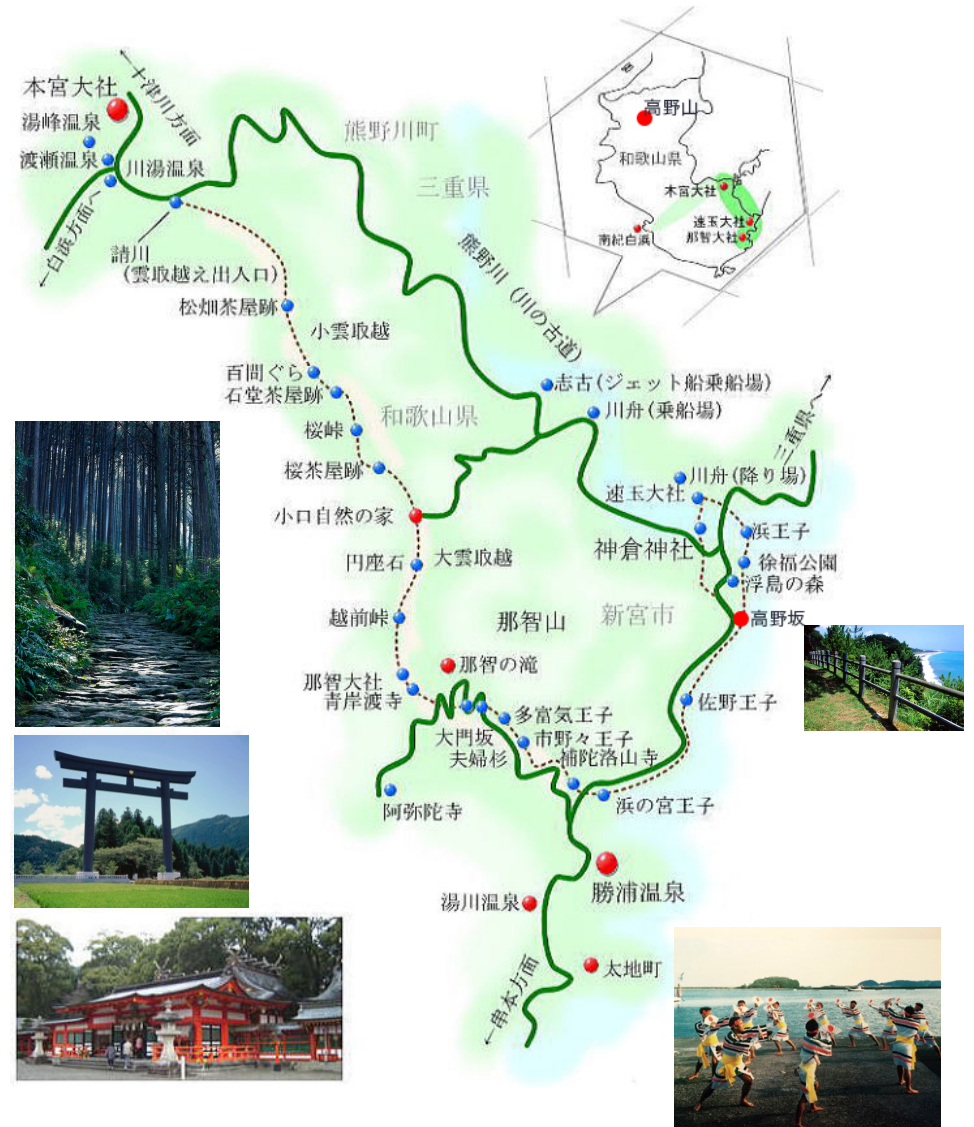 ←十津川方面
本宮大社
湯峰温泉
渡瀬温泉
川湯温泉
←白浜方面へ
請川
(雲取越え出入口)
松畑茶屋跡
小雲取越
百間ぐら
石堂茶屋跡
和歌山県
桜峠
桜茶屋跡
小口自然の家
円座石
大雲取越
越前峠
那智山
那智の滝
那智大社
青岸渡寺
大門坂
夫婦杉
多富気王子
市野々王子
補陀洛山寺
阿弥陀寺
浜の宮王子
勝浦温泉
湯川温泉
太地町
←串本方面
熊野川町
三重県
熊野川(川の古道)
志古(ジェット船乗船場)
川舟(乗船場)
三重県へ→
川舟(降り場)
速玉大社
神倉神社
浜王子
徐福公園
浮島の森
新宮市
高野坂
佐野王子
高野山
和歌山県
本宮大社
速玉大社
那智大社
南紀白浜